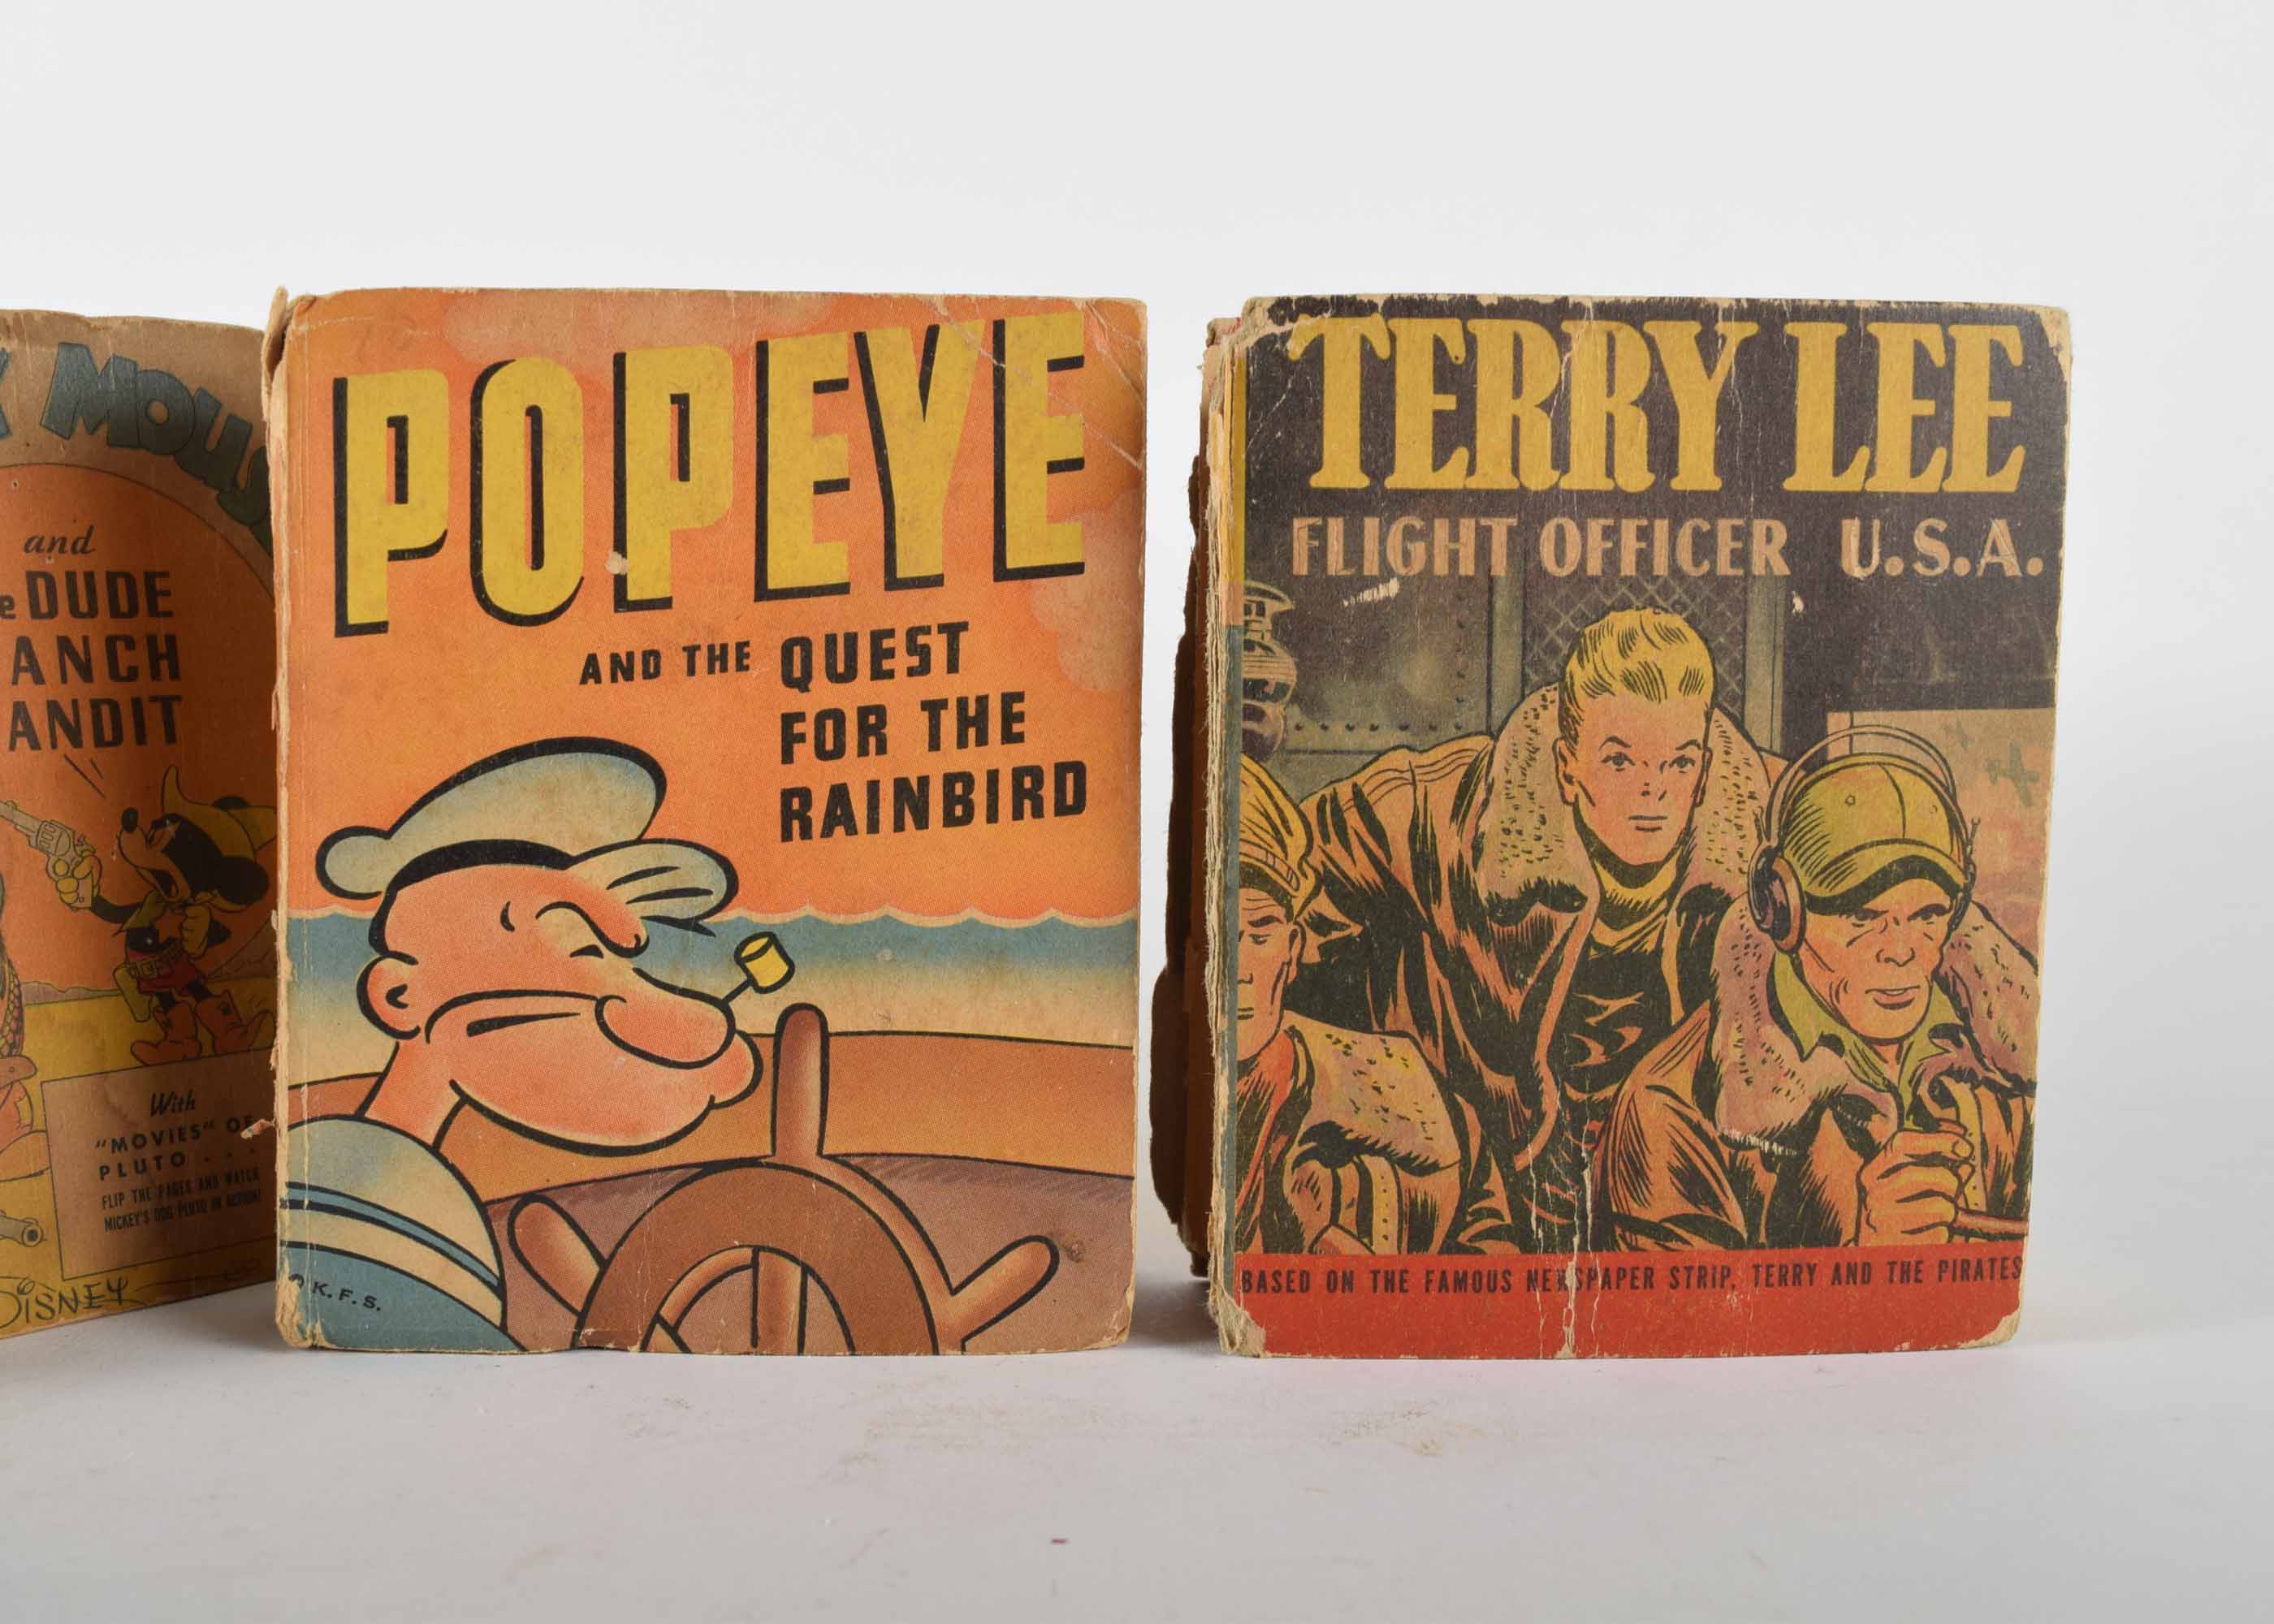 MOUS
and
DUDE
ANCH
ANDIT
With
"MOVIES" OF
PLUTO . . .
FLIP THE PAGES AND WATCH
MICKEY'S DOG PLUTO IN ACTION!
DISNEY
POPEYE
AND THE QUEST
FOR THE
RAINBIRD
© K.F.S.
TERRY LEE
FLIGHT OFFICER U.S.A.
BASED ON THE FAMOUS NEWSPAPER STRIP, TERRY AND THE PIRATES